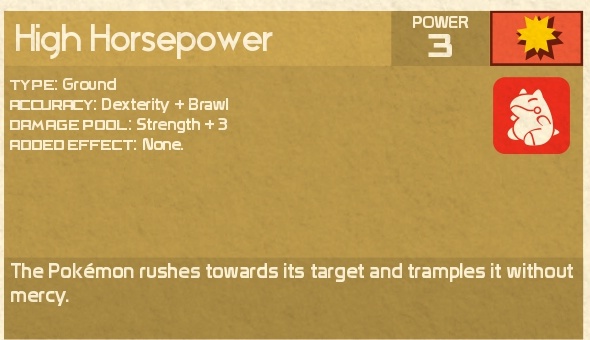 High Horsepower
POWER
3
TYPE: Ground
ACCURACY: Dexterity + Brawl
DAMAGE POOL: Strength + 3
ADDED EFFECT: None.
The Pokémon rushes towards its target and tramples it without
mercy.